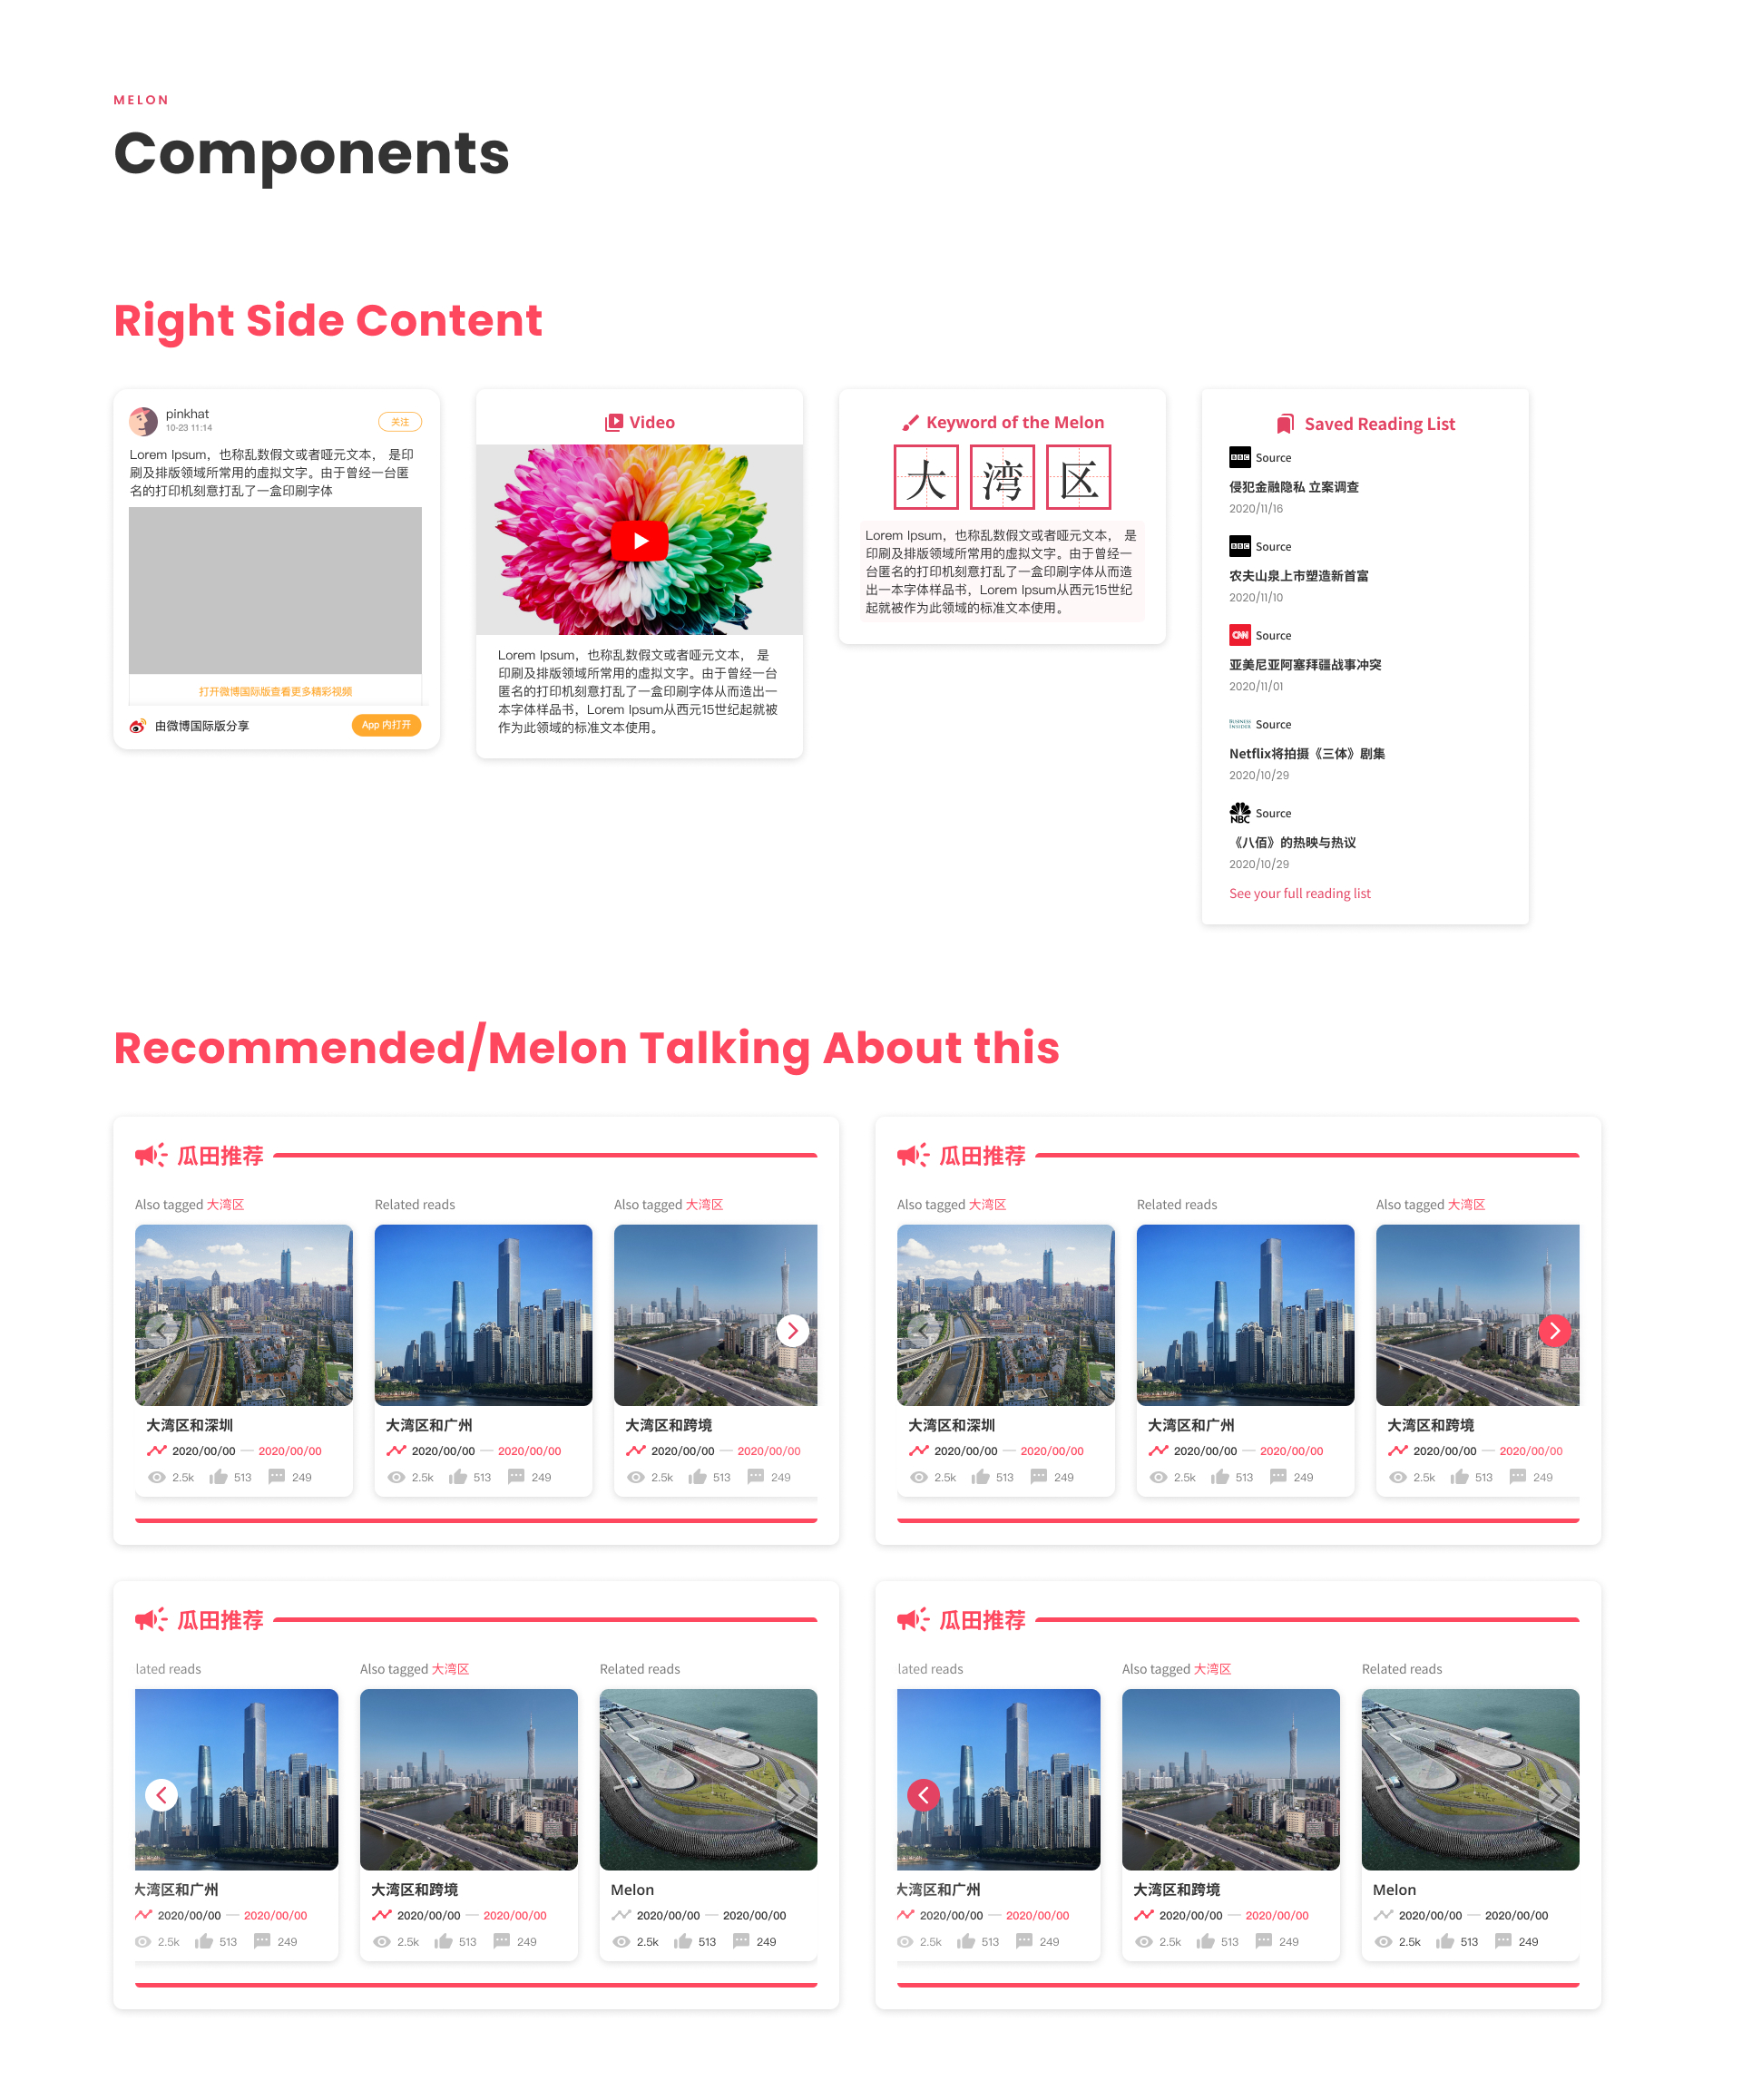 MELON
Components
Right Side Content
pinkhat
10-23 11:14
关注
Lorem Ipsum，也称乱数假文或者哑元文本， 是印
刷及排版领域所常用的虚拟文字。由于曾经一台匿
名的打印机刻意打乱了一盒印刷字体
打开微博国际版查看更多精彩视频
由微博国际版分享
App 内打开
Video
Lorem Ipsum，也称乱数假文或者哑元文本， 是
印刷及排版领域所常用的虚拟文字。由于曾经一台
匿名的打印机刻意打乱了一盒印刷字体从而造出一
本字体样品书，Lorem Ipsum从西元15世纪起就被
作为此领域的标准文本使用。
Keyword of the Melon
大 湾 区
Lorem Ipsum，也称乱数假文或者哑元文本， 是
印刷及排版领域所常用的虚拟文字。由于曾经一
台匿名的打印机刻意打乱了一盒印刷字体从而造
出一本字体样品书，Lorem Ipsum从西元15世纪
起就被作为此领域的标准文本使用。
Saved Reading List
BBC Source
侵犯金融隐私 立案调查
2020/11/16
BBC Source
农夫山泉上市塑造新首富
2020/11/10
CNN Source
亚美尼亚阿塞拜疆战事冲突
2020/11/01
BUSINESS INSIDER Source
Netflix将拍摄《三体》剧集
2020/10/29
NBC Source
《八佰》的热映与热议
2020/10/29
See your full reading list
Recommended/Melon Talking About this
瓜田推荐
Also tagged 大湾区
Related reads
Also tagged 大湾区
大湾区和深圳
2020/00/00 — 2020/00/00
2.5k 513 249
大湾区和广州
2020/00/00 — 2020/00/00
2.5k 513 249
大湾区和跨境
2020/00/00 — 2020/00/00
2.5k 513 249
瓜田推荐
Also tagged 大湾区
Related reads
Also tagged 大湾区
大湾区和深圳
2020/00/00 — 2020/00/00
2.5k 513 249
大湾区和广州
2020/00/00 — 2020/00/00
2.5k 513 249
大湾区和跨境
2020/00/00 — 2020/00/00
2.5k 513 249
瓜田推荐
lated reads
Also tagged 大湾区
Related reads
大湾区和广州
2020/00/00 — 2020/00/00
2.5k 513 249
大湾区和跨境
2020/00/00 — 2020/00/00
2.5k 513 249
Melon
2020/00/00 — 2020/00/00
2.5k 513 249
瓜田推荐
lated reads
Also tagged 大湾区
Related reads
大湾区和广州
2020/00/00 — 2020/00/00
2.5k 513 249
大湾区和跨境
2020/00/00 — 2020/00/00
2.5k 513 249
Melon
2020/00/00 — 2020/00/00
2.5k 513 249